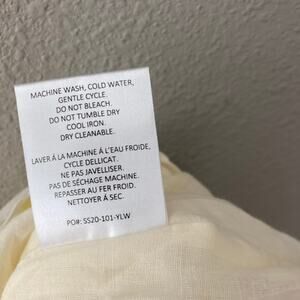 MACHINE WASH, COLD WATER,
GENTLE CYCLE.
DO NOT BLEACH.
DO NOT TUMBLE DRY
COOL IRON.
DRY CLEANABLE.
LAVER Á LA MACHINE Á L'EAU FROIDE,
CYCLE DELLICAT.
NE PAS JAVELLISER.
PAS DE SÉCHAGE MACHINE.
REPASSER AU FER FROID.
NETTOYER Á SEC.
PO#: SS20-101-YLW